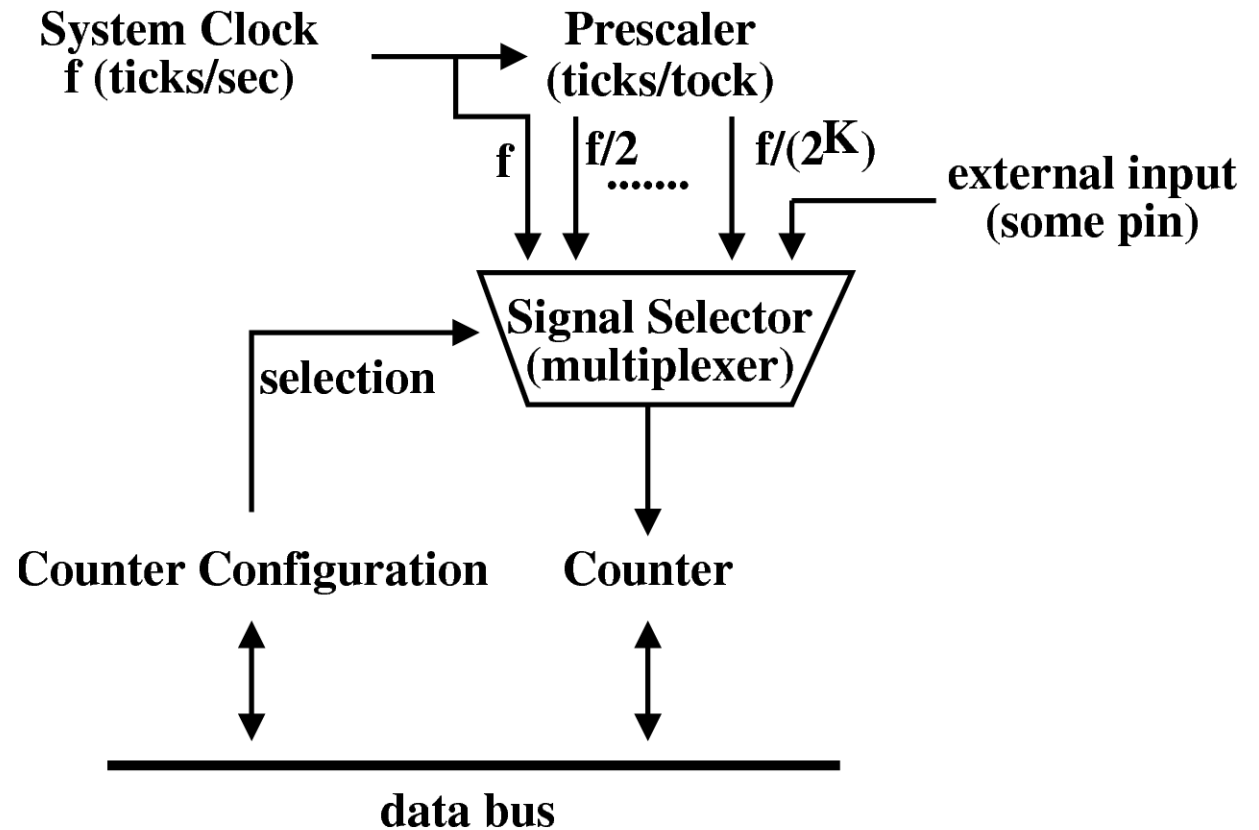 System Clock
f (ticks/sec)
Prescaler
(ticks/tock)
f
f/2
.......
f/(2^K)
external input
(some pin)
Signal Selector
(multiplexer)
selection
Counter Configuration
Counter
data bus